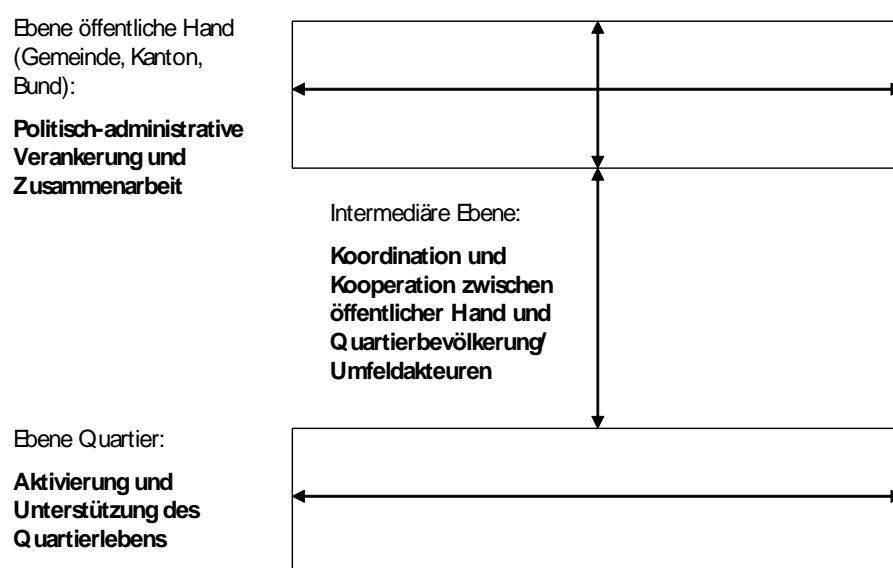 Ebene öffentliche Hand
(Gemeinde, Kanton,
Bund):
Politisch-administrative
Verankerung und
Zusammenarbeit
Intermediäre Ebene:
Koordination und
Kooperation zwischen
öffentlicher Hand und
Quartierbevölkerung/
Umfeldakteuren
Ebene Quartier:
Aktivierung und
Unterstützung des
Quartierlebens